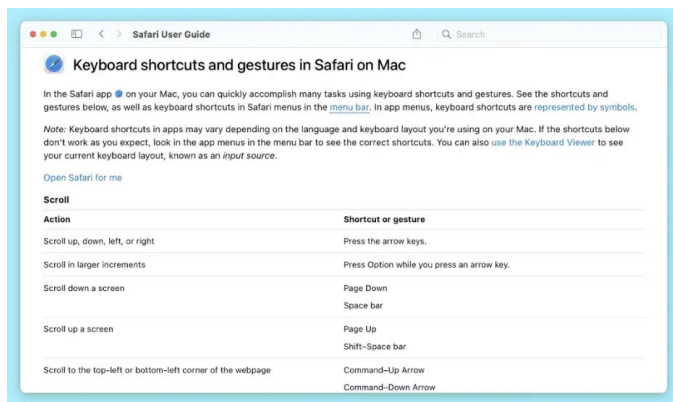 Safari User Guide
Search
Keyboard shortcuts and gestures in Safari on Mac
In the Safari app on your Mac, you can quickly accomplish many tasks using keyboard shortcuts and gestures. See the shortcuts and
gestures below, as well as keyboard shortcuts in Safari menus in the menu bar. In app menus, keyboard shortcuts are represented by symbols.
Note: Keyboard shortcuts in apps may vary depending on the language and keyboard layout you're using on your Mac. If the shortcuts below
don't work as you expect, look in the app menus in the menu bar to see the correct shortcuts. You can also use the Keyboard Viewer to see
your current keyboard layout, known as an input source.
Open Safari for me
Scroll
Action Shortcut or gesture
Scroll up, down, left, or right Press the arrow keys.
Scroll in larger increments Press Option while you press an arrow key.
Scroll down a screen Page Down
Space bar
Scroll up a screen Page Up
Shift–Space bar
Scroll to the top-left or bottom-left corner of the webpage Command–Up Arrow
Command–Down Arrow